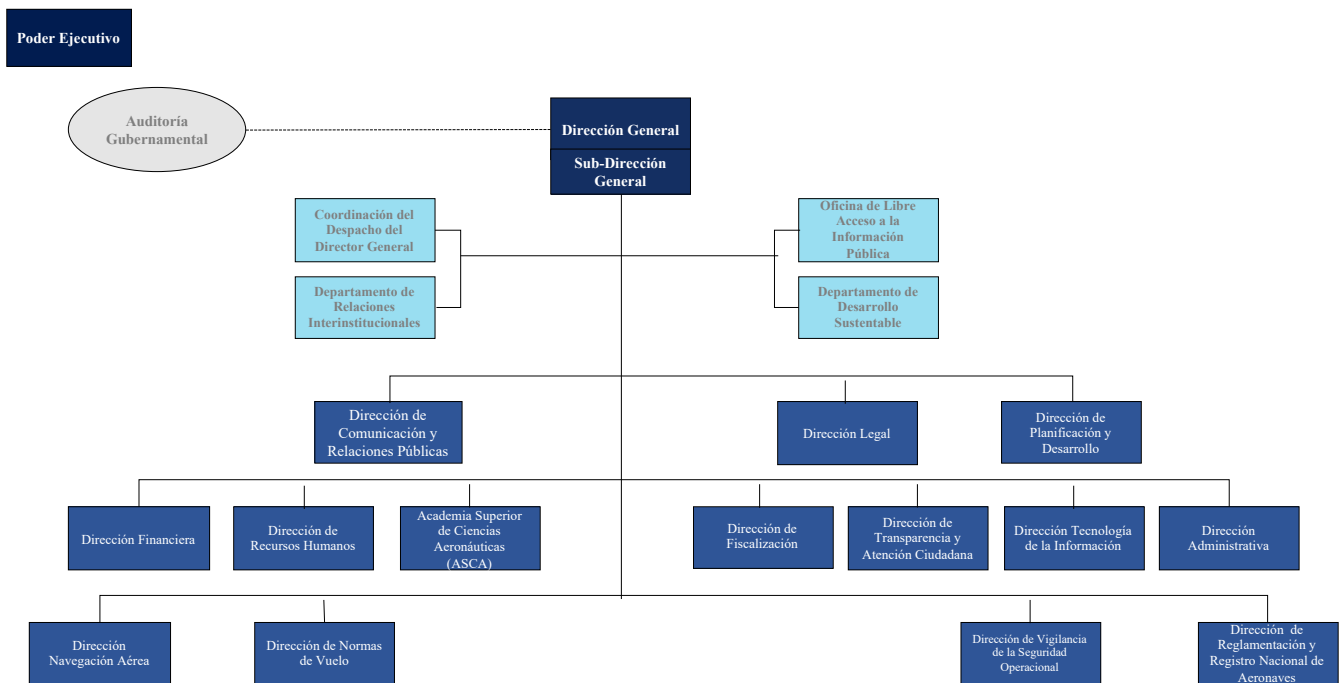 Poder Ejecutivo
Auditoría
Gubernamental
Dirección General
Sub-Dirección
General
Coordinación del
Despacho del
Director General
Oficina de Libre
Acceso a la
Información
Pública
Departamento de
Relaciones
Interinstitucionales
Departamento de
Desarrollo
Sustentable
Dirección de
Comunicación y
Relaciones Públicas
Dirección Legal
Dirección de
Planificación y
Desarrollo
Dirección Financiera
Dirección de
Recursos Humanos
Academia Superior
de Ciencias
Aeronáuticas
(ASCA)
Dirección de
Fiscalización
Dirección de
Transparencia y
Atención Ciudadana
Dirección Tecnología
de la Información
Dirección
Administrativa
Dirección
Navegación Aérea
Dirección de Normas
de Vuelo
Dirección de Vigilancia
de la Seguridad
Operacional
Dirección de
Reglamentación y
Registro Nacional de
Aeronaves